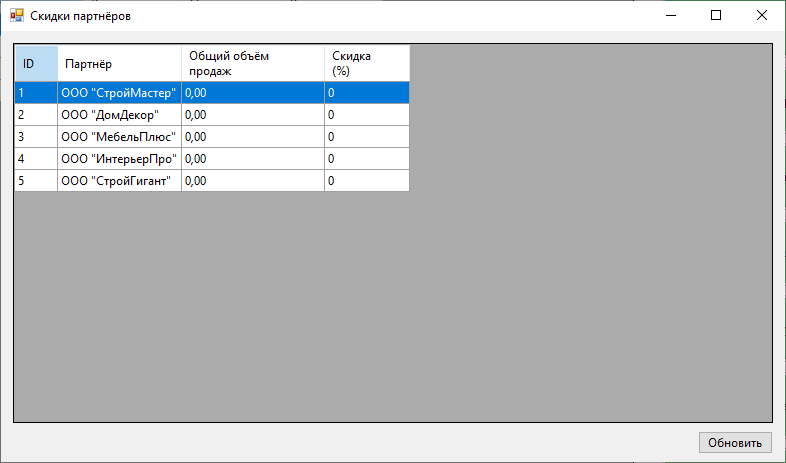 Скидки партнёров
ID Партнёр Общий объём продаж Скидка (%)
1 ООО "СтройМастер" 0,00 0
2 ООО "ДомДекор" 0,00 0
3 ООО "МебельПлюс" 0,00 0
4 ООО "ИнтерьерПро" 0,00 0
5 ООО "СтройГигант" 0,00 0
Обновить